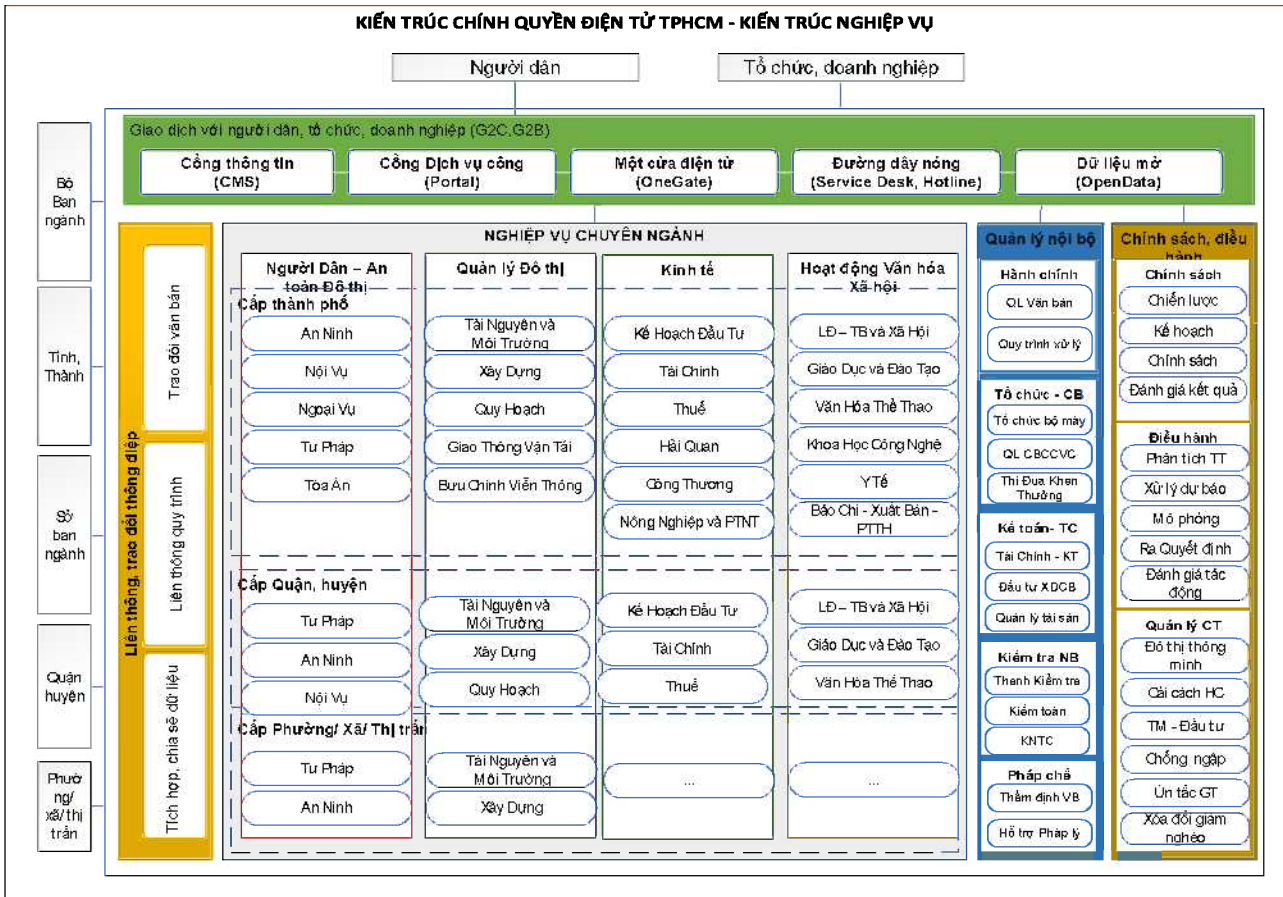 KIẾN TRÚC CHÍNH QUYỀN ĐIỆN TỬ TPHCM - KIẾN TRÚC NGHIỆP VỤ
Người dân
Tổ chức, doanh nghiệp
Giao dịch với người dân, tổ chức, doanh nghiệp (G2C,G2B)
Cổng thông tin
(CMS)
Cổng Dịch vụ công
(Portal)
Một cửa điện tử
(OneGate)
Đường dây nóng
(Service Desk, Hotline)
Dữ liệu mở
(OpenData)
Bộ
Ban
ngành
Tỉnh,
Thành
Sở
ban
ngành
Quận
huyện
Phườ
ng/
xã/ thị
trấn
Liên thông, trao đổi thông điệp
Trao đổi văn bản
Liên thông quy trình
Tích hợp, chia sẽ dữ liệu
NGHIỆP VỤ CHUYÊN NGÀNH
Người Dân – An
toàn Đô thị
Quản lý Đô thị
Kinh tế
Hoạt động Văn hóa
Xã hội
Cấp thành phố
An Ninh
Nội Vụ
Ngoại Vụ
Tư Pháp
Tòa Án
Tài Nguyên và
Môi Trường
Xây Dựng
Quy Hoạch
Giao Thông Vận Tải
Bưu Chính Viễn Thông
Kế Hoạch Đầu Tư
Tài Chính
Thuế
Hải Quan
Công Thương
Nông Nghiệp và PTNT
LĐ – TB và Xã Hội
Giáo Dục và Đào Tạo
Văn Hóa Thể Thao
Khoa Học Công Nghệ
Y Tế
Báo Chí - Xuất Bản -
PTTH
Cấp Quận, huyện
Tư Pháp
An Ninh
Nội Vụ
Tài Nguyên và
Môi Trường
Xây Dựng
Quy Hoạch
Kế Hoạch Đầu Tư
Tài Chính
Thuế
LĐ – TB và Xã Hội
Giáo Dục và Đào Tạo
Văn Hóa Thể Thao
Cấp Phường/ Xã/ Thị trấn
Tư Pháp
An Ninh
Tài Nguyên và
Môi Trường
Xây Dựng
...
...
Quản lý nội bộ
Hành chính
QL Văn bản
Quy trình xử lý
Tổ chức - CB
Tổ chức bộ máy
QL CBCCVC
Thi Đua Khen
Thưởng
Kế toán- TC
Tài Chính - KT
Đầu tư XDCB
Quản lý tài sản
Kiểm tra NB
Thanh Kiểm tra
Kiểm toán
KNTC
Pháp chế
Thẩm định VB
Hỗ trợ Pháp lý
Chính sách, điều
hành
Chính sách
Chiến lược
Kế hoạch
Chính sách
Đánh giá kết quả
Điều hành
Phân tích TT
Xử lý dự báo
Mô phỏng
Ra Quyết định
Đánh giá tác
động
Quản lý CT
Đô thị thông
minh
Cải cách HC
TM - Đầu tư
Chống ngập
Ùn tắc GT
Xóa đói giảm
nghèo